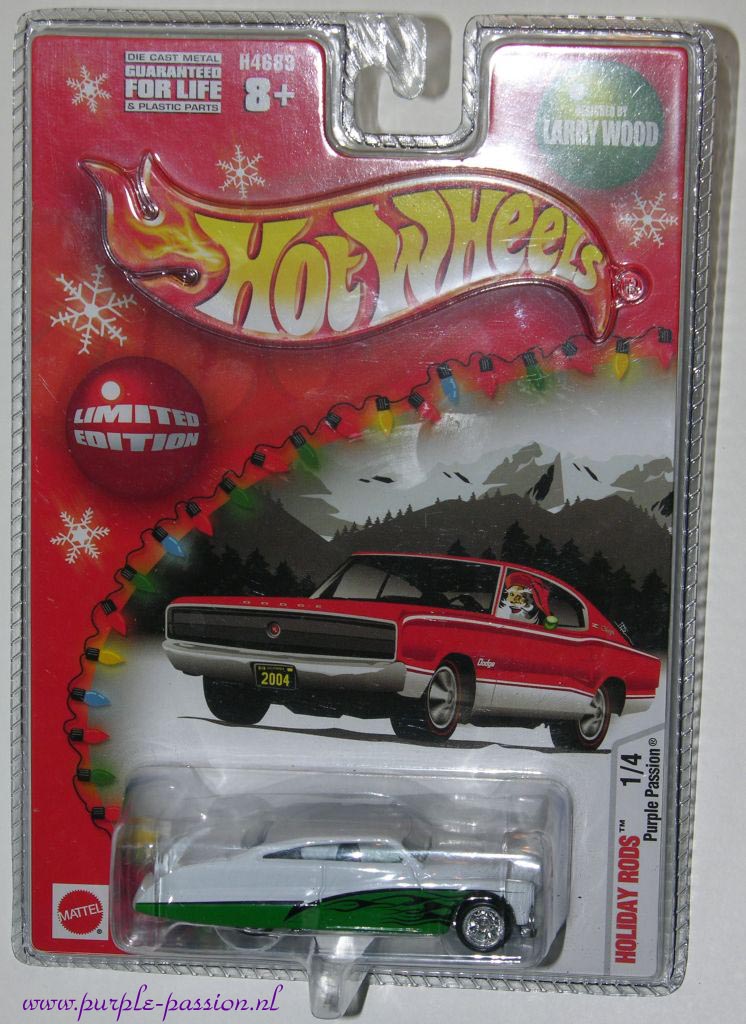 DIE CAST METAL
GUARANTEED
FOR LIFE
& PLASTIC PARTS
H4683
8+
DESIGNED BY
LARRY WOOD
HOT WHEELS
LIMITED
EDITION
DODGE
Dodge
2004
HOLIDAY RODS™ 1/4
Purple Passion®
MATTEL
www.purple-passion.nl